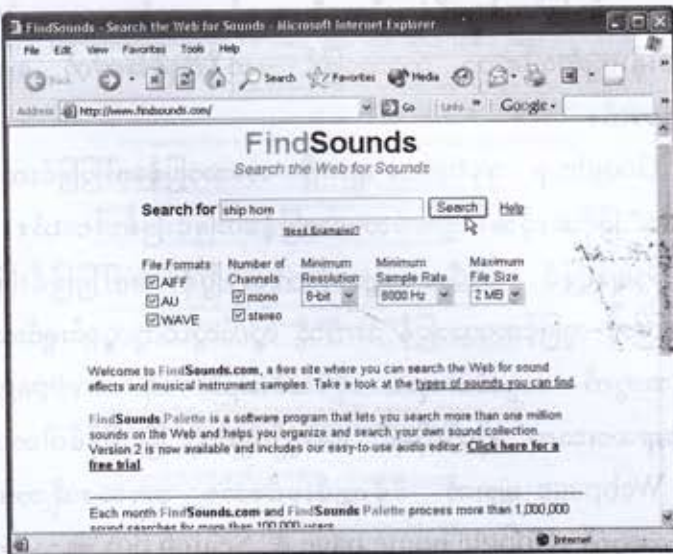 FindSounds - Search the Web for Sounds - Microsoft Internet Explorer
File Edit View Favorites Tools Help
Search Favorites Media
Address http://www.findsounds.com/ Go Links » Google -
FindSounds
Search the Web for Sounds
Search for ship horn Search Help
Need Examples?
File Formats Number of Minimum Minimum Maximum
Channels Resolution Sample Rate File Size
AIFF mono 8-bit 8000 Hz 2 MB
AU
stereo
WAVE
Welcome to FindSounds.com, a free site where you can search the Web for sound
effects and musical instrument samples. Take a look at the types of sounds you can find.
FindSounds Palette is a software program that lets you search more than one million
sounds on the Web and helps you organize and search your own sound collection.
Version 2 is now available and includes our easy-to-use audio editor. Click here for a
free trial.
Each month FindSounds.com and FindSounds Palette process more than 1,000,000
sound searches for more than 100,000 users
Internet